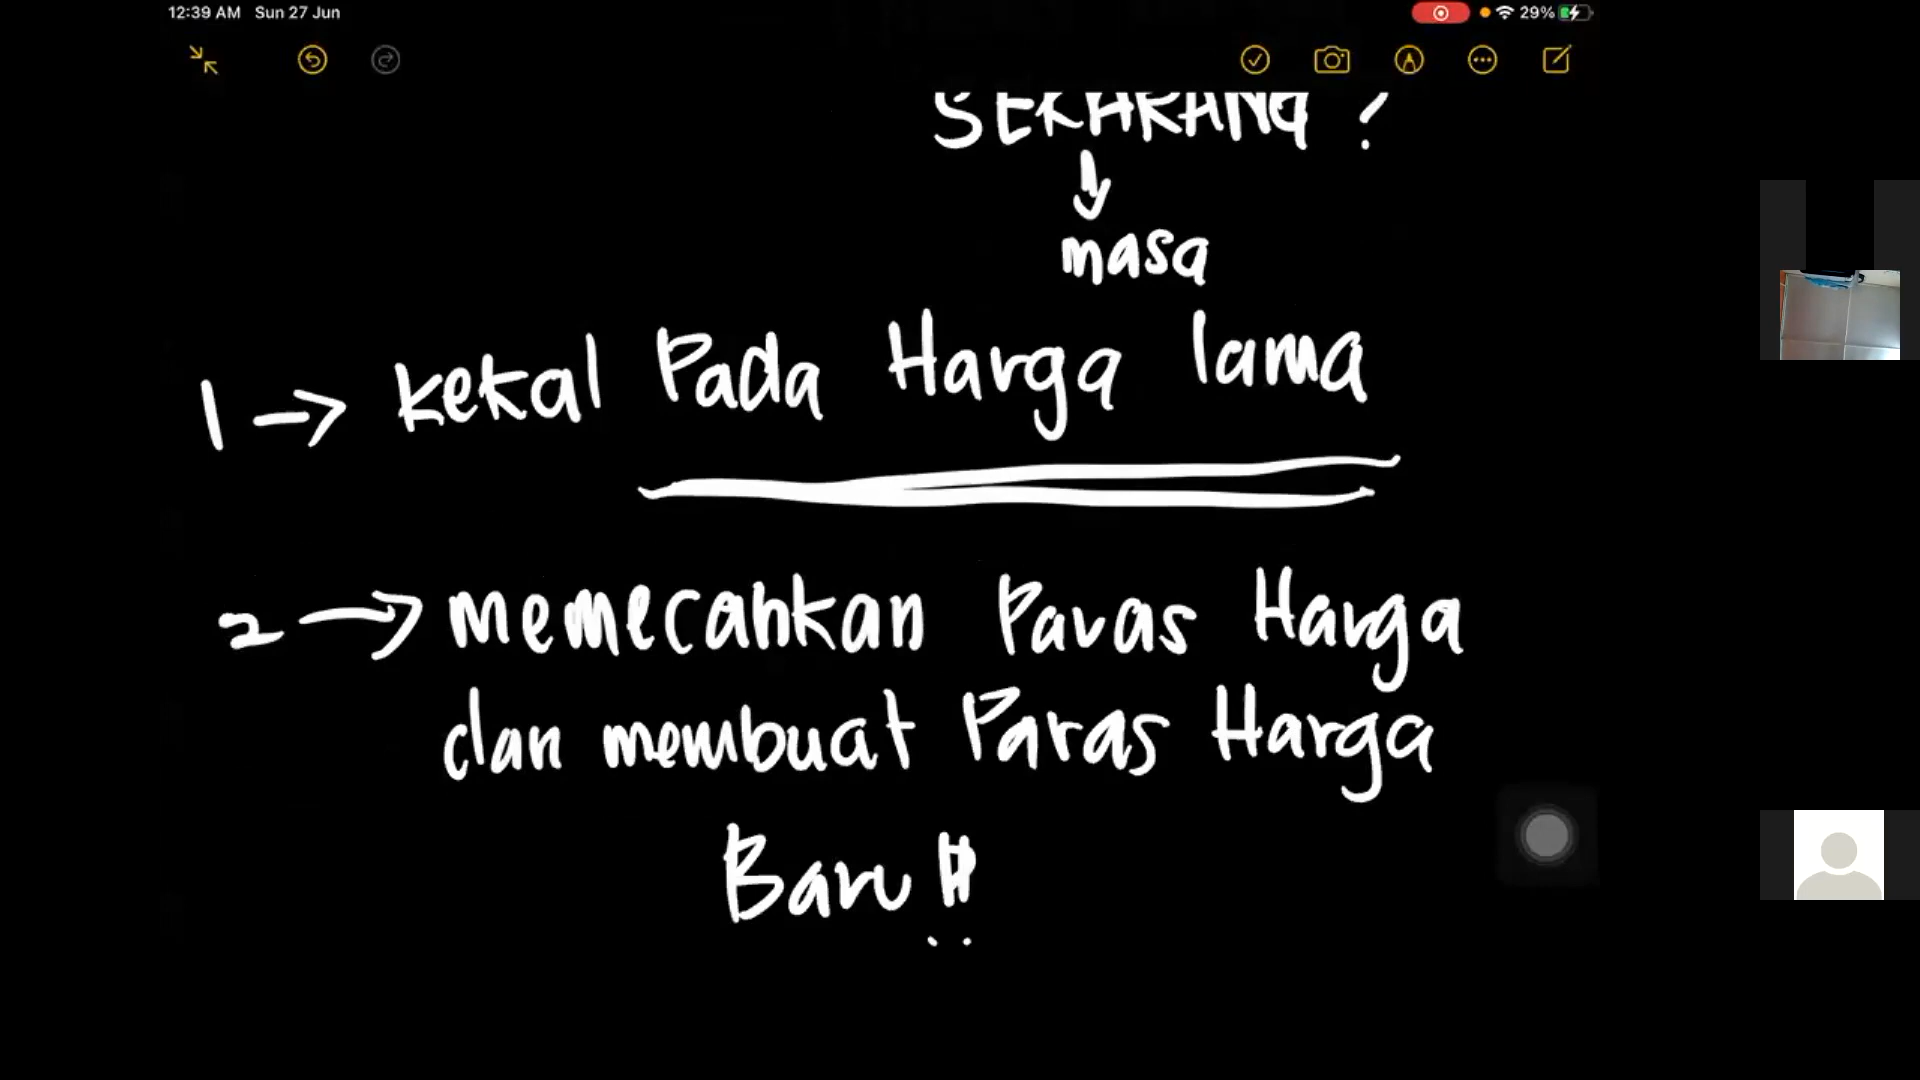 12:39 AM Sun 27 Jun
29%
SEKARANG ?
masa
1 → kekal Pada Harga lama
2 → memecahkan Paras Harga
dan membuat Paras Harga
Baru !!